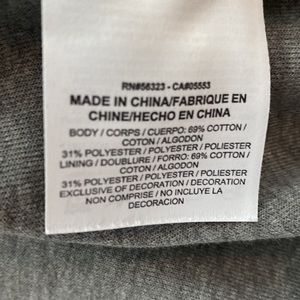 RN#56323 - CA#05553
MADE IN CHINA/FABRIQUE EN
CHINE/HECHO EN CHINA
BODY / CORPS / CUERPO: 69% COTTON /
COTON / ALGODON
31% POLYESTER / POLYESTER / POLIESTER
LINING / DOUBLURE / FORRO: 69% COTTON /
COTON / ALGODON
31% POLYESTER / POLYESTER / POLIESTER
EXCLUSIVE OF DECORATION / DECORATION
NON COMPRISE / NO INCLUYE LA
DECORACION